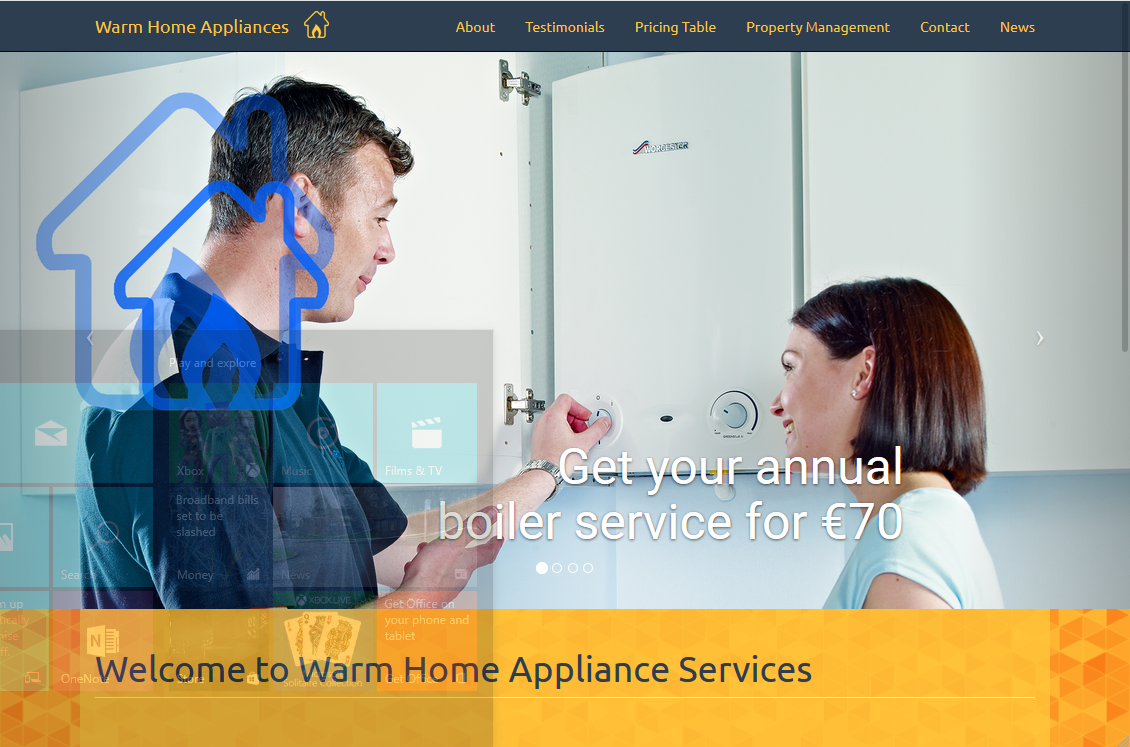 Warm Home Appliances
About
Testimonials
Pricing Table
Property Management
Contact
News
WORCESTER
Play and explore
Xbox
Music
Films & TV
Get your annual
boiler service for €70
Broadband bills
set to be
slashed
Search
Money
News
XBOX LIVE
Get Office on
your phone and
tablet
OneNote
Store
Solitaire Collection
Get Office
Welcome to Warm Home Appliance Services